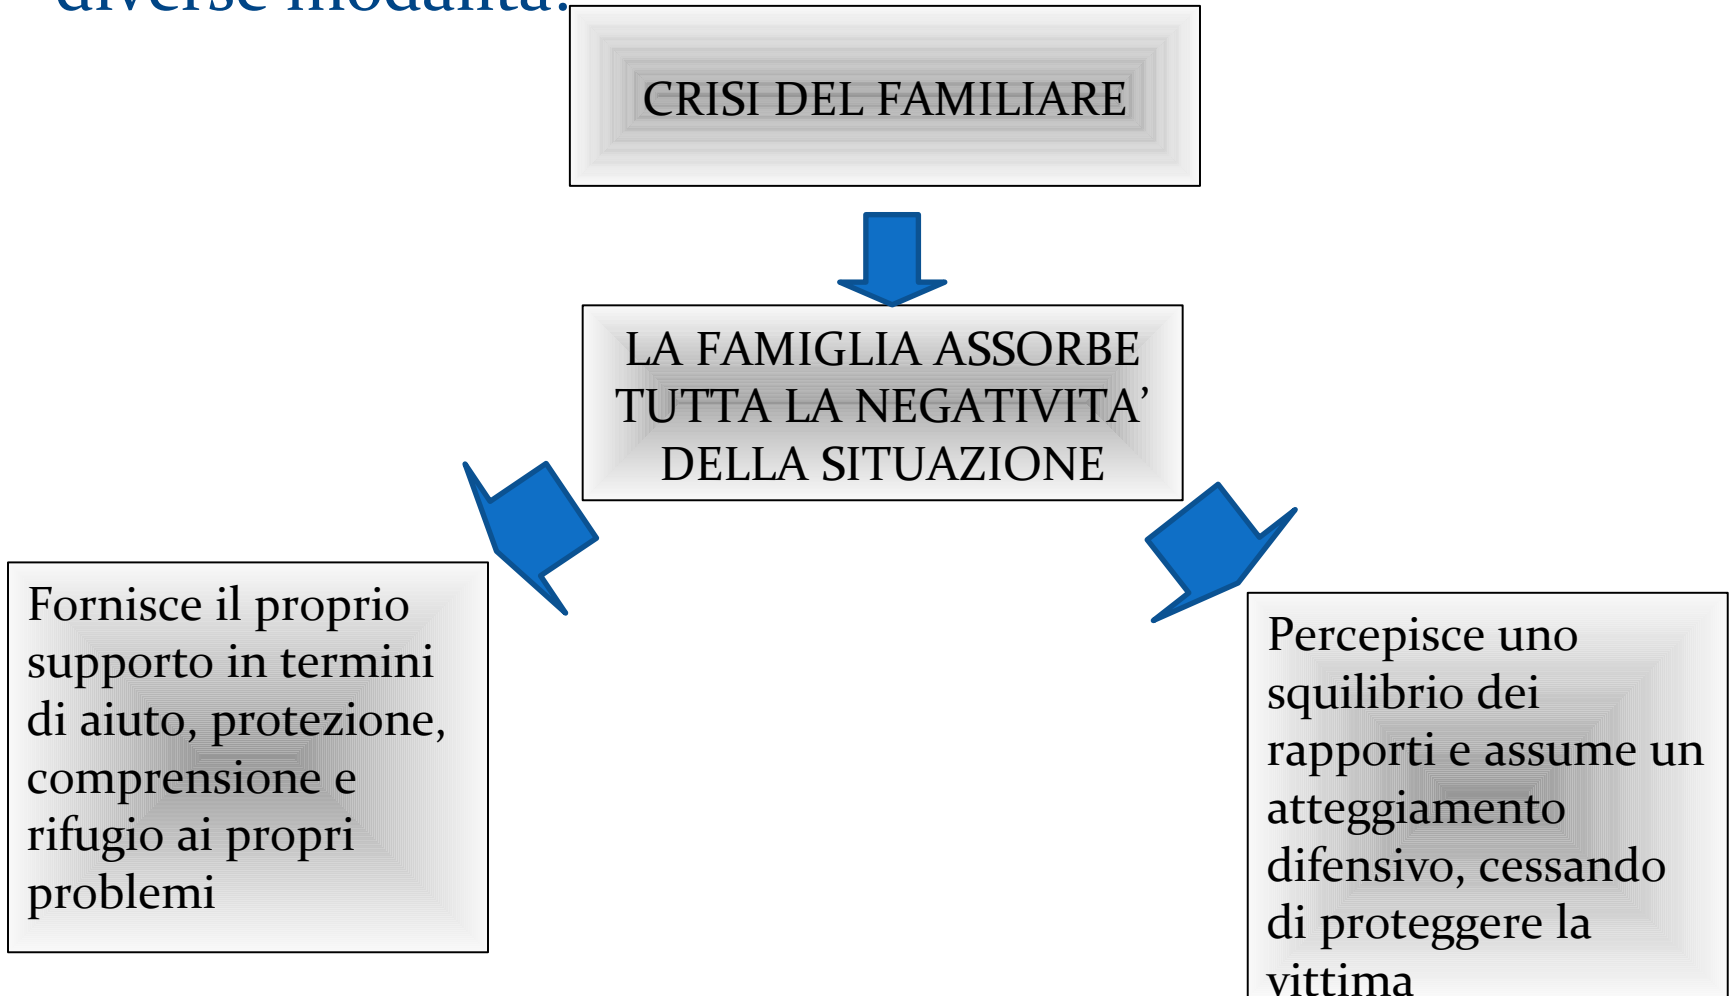 diverse modalità:
CRISI DEL FAMILIARE
LA FAMIGLIA ASSORBE
TUTTA LA NEGATIVITA’
DELLA SITUAZIONE
Fornisce il proprio
supporto in termini
di aiuto, protezione,
comprensione e
rifugio ai propri
problemi
Percepisce uno
squilibrio dei
rapporti e assume un
atteggiamento
difensivo, cessando
di proteggere la
vittima